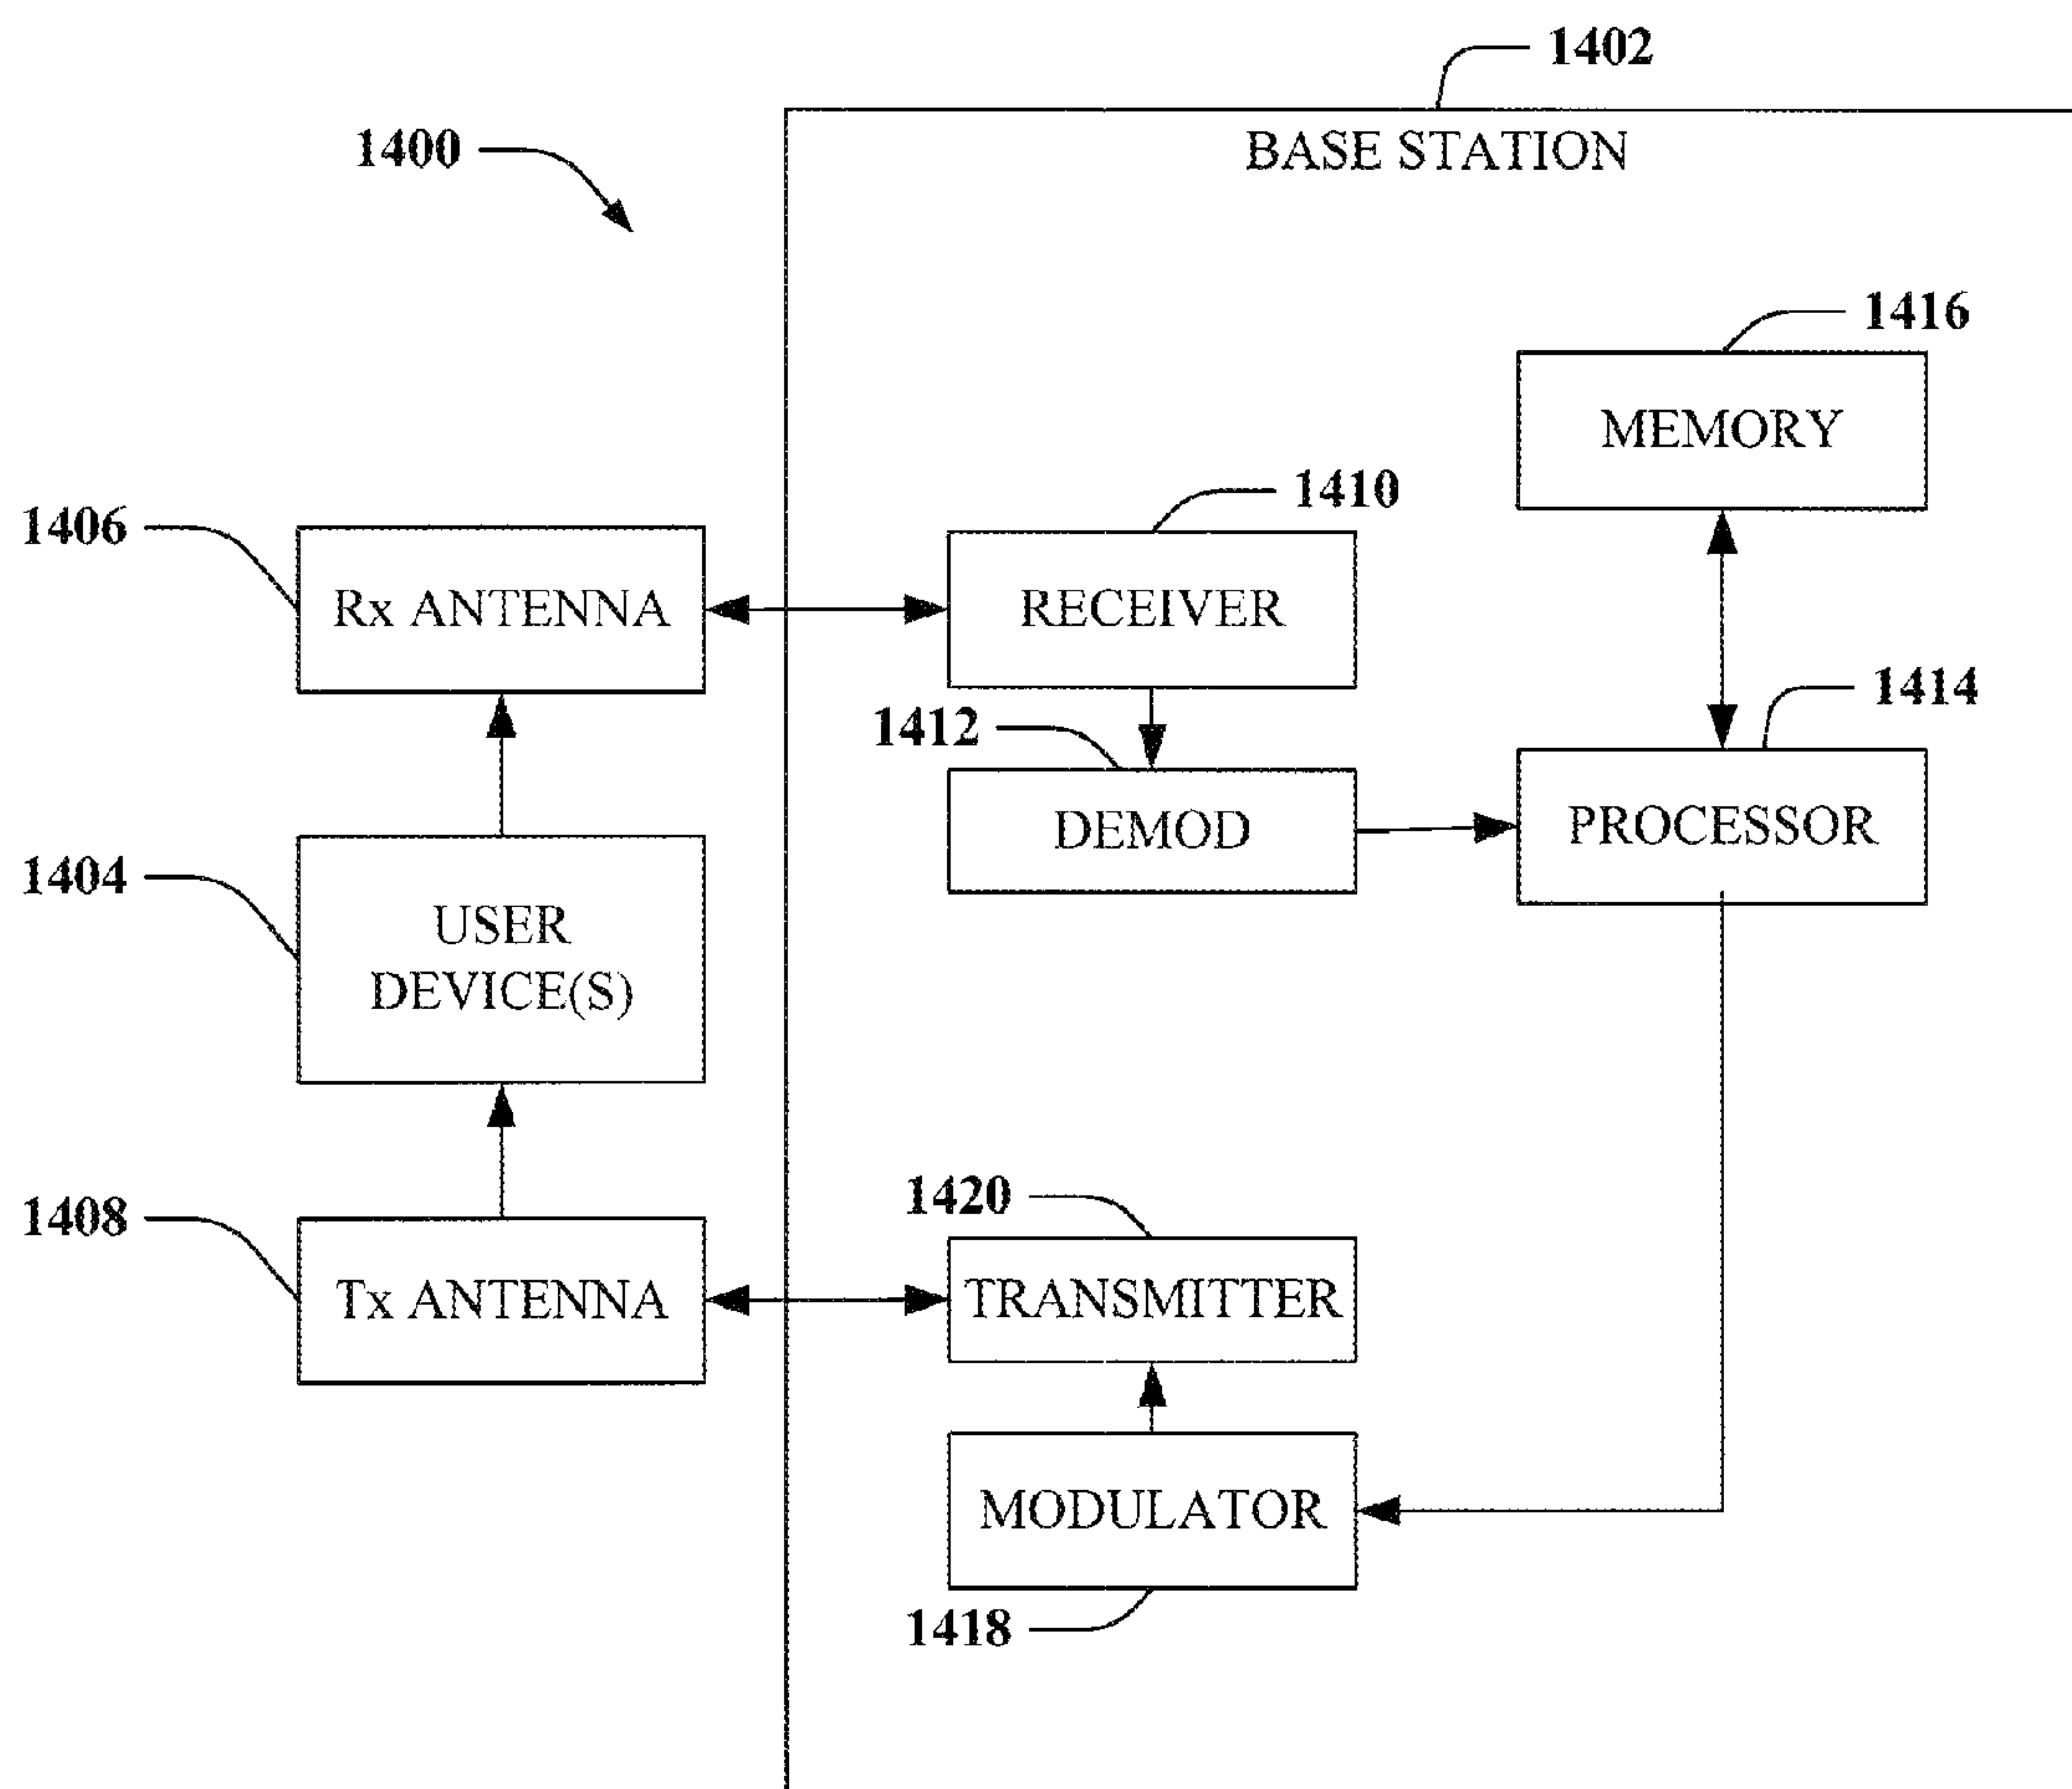 1402
BASE STATION
1400
1416
MEMORY
1410
1406
Rx ANTENNA
RECEIVER
1414
1412
DEMOD
PROCESSOR
1404
USER
DEVICE(S)
1420
1408
Tx ANTENNA
TRANSMITTER
MODULATOR
1418